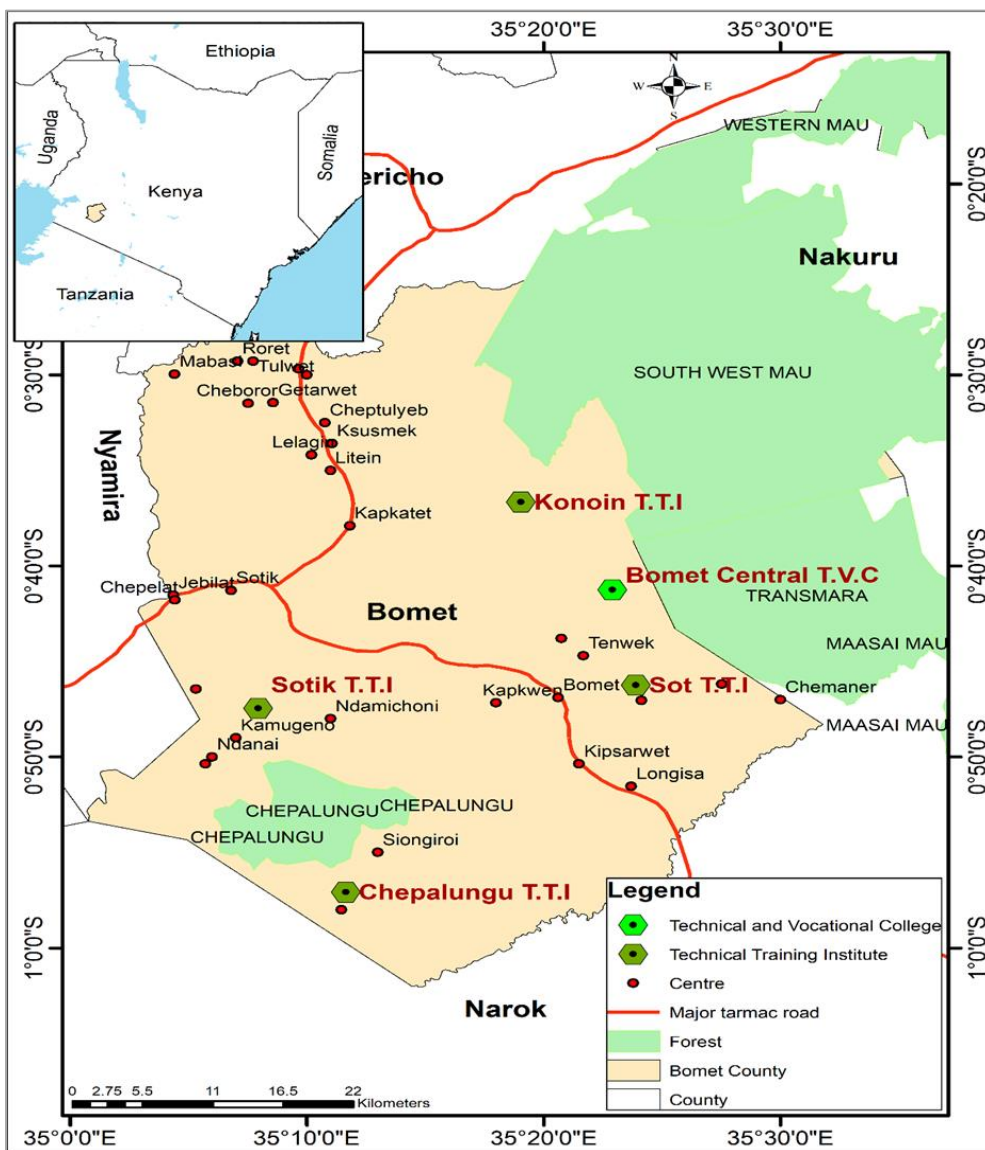 35°20'0"E
35°30'0"E
Ethiopia
Uganda
Somalia
Kenya
Tanzania
N
W
E
S
WESTERN MAU
ericho
0°20'0"S
Nakuru
Roret
Mabasi
Tulwet
0°30'0"S
0°30'0"S
SOUTH WEST MAU
Cheboror
Getarwet
Cheptulyeb
Ksusmek
Lelagin
Litein
Nyamira
Konoin T.T.I
Kapkatet
0°40'0"S
0°40'0"S
Chepelat
Jebilat
Sotik
Bomet Central T.V.C
TRANSMARA
Bomet
Tenwek
MAASAI MAU
Sotik T.T.I
Kapkwen
Bomet
Sot T.T.I
Chemaner
Ndamichoni
Kamugeno
MAASAI MAU
Ndanai
0°50'0"S
0°50'0"S
Kipsarwet
Longisa
CHEPALUNGU
CHEPALUNGU
CHEPALUNGU
Siongiroi
Chepalungu T.T.I
Legend
Technical and Vocational College
Technical Training Institute
Centre
Major tarmac road
Forest
Bomet County
County
1°0'0"S
1°0'0"S
Narok
0 2.75 5.5 11 16.5 22
Kilometers
35°0'0"E
35°10'0"E
35°20'0"E
35°30'0"E